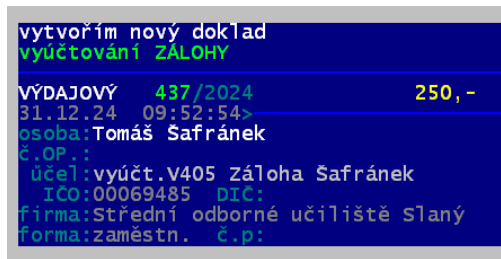 vytvořím nový doklad
vyúčtování ZÁLOHY
VÝDAJOVÝ 437/2024 250,-
31.12.24 09:52:54>
osoba:Tomáš Šafránek
č.OP.:
účel:vyúčt.V405 Záloha Šafránek
IČO:00069485 DIČ:
firma:Střední odborné učiliště Slaný
forma:zaměstn. č.p: